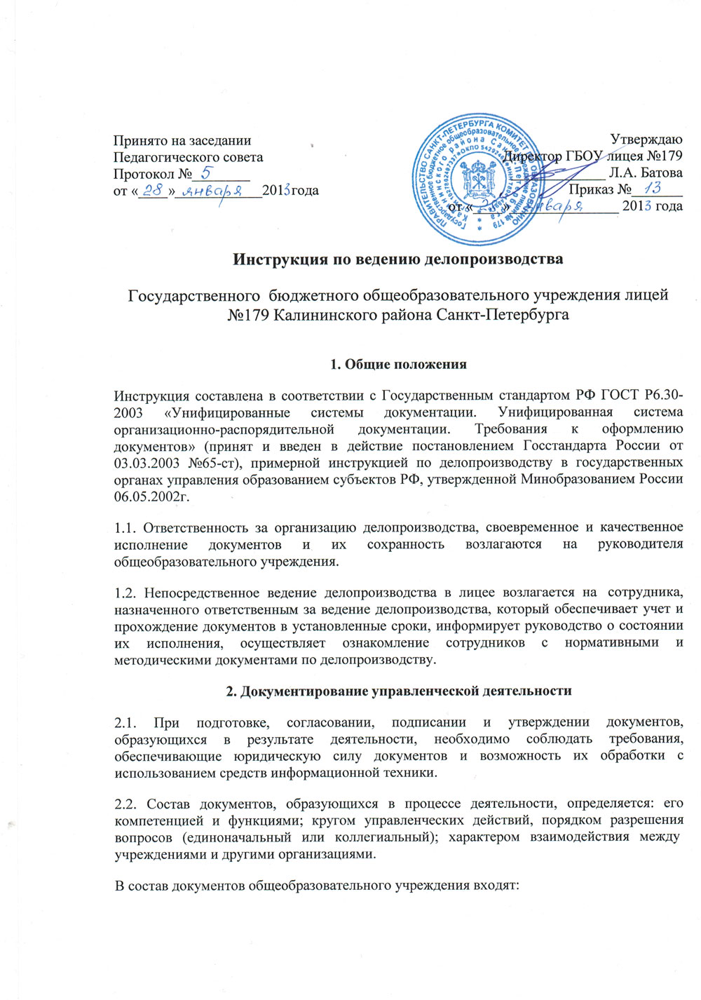 Принято на заседании
Педагогического совета
Протокол № 5
от « 28 » января 2013года
Утверждаю
Директор ГБОУ лицея №179
Л.А. Батова
Приказ № 13
от « » января 2013 года
ПРАВИТЕЛЬСТВО САНКТ-ПЕТЕРБУРГА КОМИТЕТ ПО ОБРАЗОВАНИЮ
Государственное бюджетное общеобразовательное учреждение лицей № 179
Калининского района Санкт-Петербурга
Инструкция по ведению делопроизводства
Государственного бюджетного общеобразовательного учреждения лицей
№179 Калининского района Санкт-Петербурга
1. Общие положения
Инструкция составлена в соответствии с Государственным стандартом РФ ГОСТ Р6.30-
2003 «Унифицированные системы документации. Унифицированная система
организационно-распорядительной документации. Требования к оформлению
документов» (принят и введен в действие постановлением Госстандарта России от
03.03.2003 №65-ст), примерной инструкцией по делопроизводству в государственных
органах управления образованием субъектов РФ, утвержденной Минобразованием России
06.05.2002г.
1.1. Ответственность за организацию делопроизводства, своевременное и качественное
исполнение документов и их сохранность возлагаются на руководителя
общеобразовательного учреждения.
1.2. Непосредственное ведение делопроизводства в лицее возлагается на сотрудника,
назначенного ответственным за ведение делопроизводства, который обеспечивает учет и
прохождение документов в установленные сроки, информирует руководство о состоянии
их исполнения, осуществляет ознакомление сотрудников с нормативными и
методическими документами по делопроизводству.
2. Документирование управленческой деятельности
2.1. При подготовке, согласовании, подписании и утверждении документов,
образующихся в результате деятельности, необходимо соблюдать требования,
обеспечивающие юридическую силу документов и возможность их обработки с
использованием средств информационной техники.
2.2. Состав документов, образующихся в процессе деятельности, определяется: его
компетенцией и функциями; кругом управленческих действий, порядком разрешения
вопросов (единоначальный или коллегиальный); характером взаимодействия между
учреждениями и другими организациями.
В состав документов общеобразовательного учреждения входят: